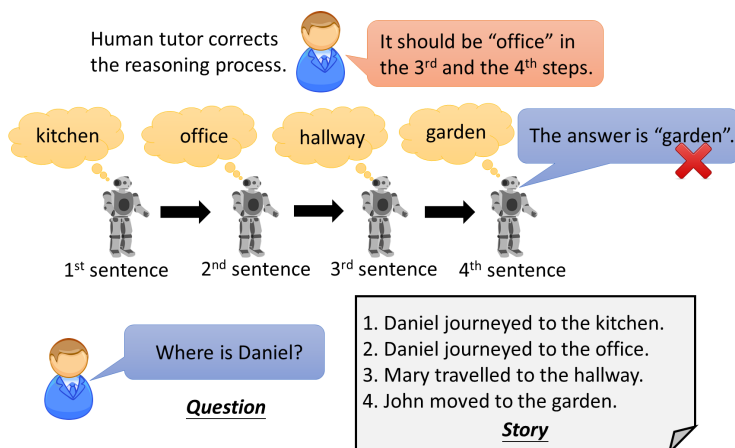 Human tutor corrects
the reasoning process.
It should be “office” in
the 3rd and the 4th steps.
kitchen
office
hallway
garden
The answer is “garden”.
1st sentence
2nd sentence
3rd sentence
4th sentence
Where is Daniel?
Question
1. Daniel journeyed to the kitchen.
2. Daniel journeyed to the office.
3. Mary travelled to the hallway.
4. John moved to the garden.
Story